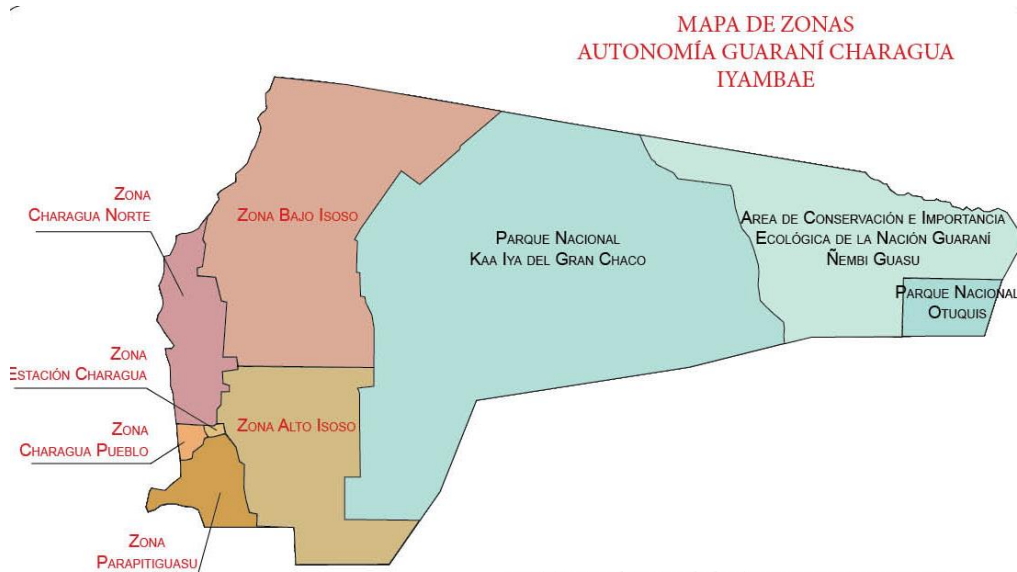 MAPA DE ZONAS
AUTONOMÍA GUARANÍ CHARAGUA
IYAMBAE
ZONA
CHARAGUA NORTE
ZONA BAJO ISOSO
PARQUE NACIONAL
KAA IYA DEL GRAN CHACO
AREA DE CONSERVACIÓN E IMPORTANCIA
ECOLÓGICA DE LA NACIÓN GUARANÍ
ÑEMBI GUASU
PARQUE NACIONAL
OTUQUIS
ZONA
ESTACIÓN CHARAGUA
ZONA ALTO ISOSO
ZONA
CHARAGUA PUEBLO
ZONA
PARAPITIGUASU